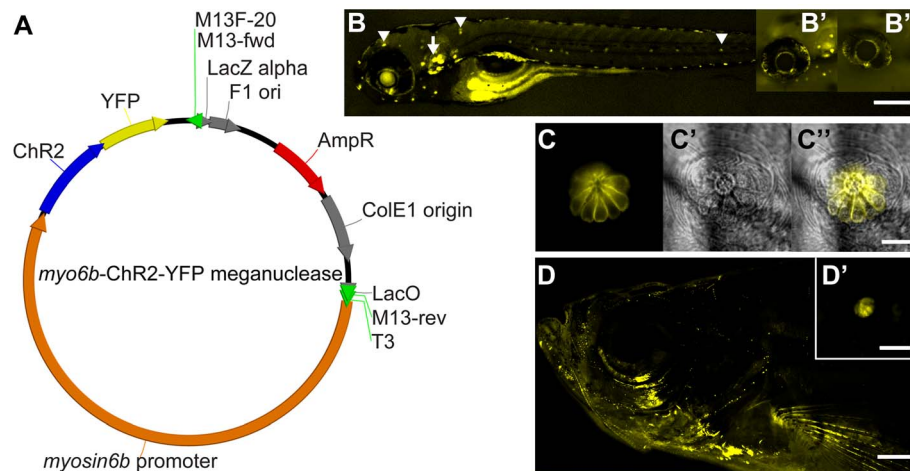 A
M13F-20
M13-fwd
LacZ alpha
F1 ori
YFP
ChR2
AmpR
ColE1 origin
myo6b-ChR2-YFP meganuclease
LacO
M13-rev
T3
myosin6b promoter
B
B'
B'
C
C'
C''
D
D'